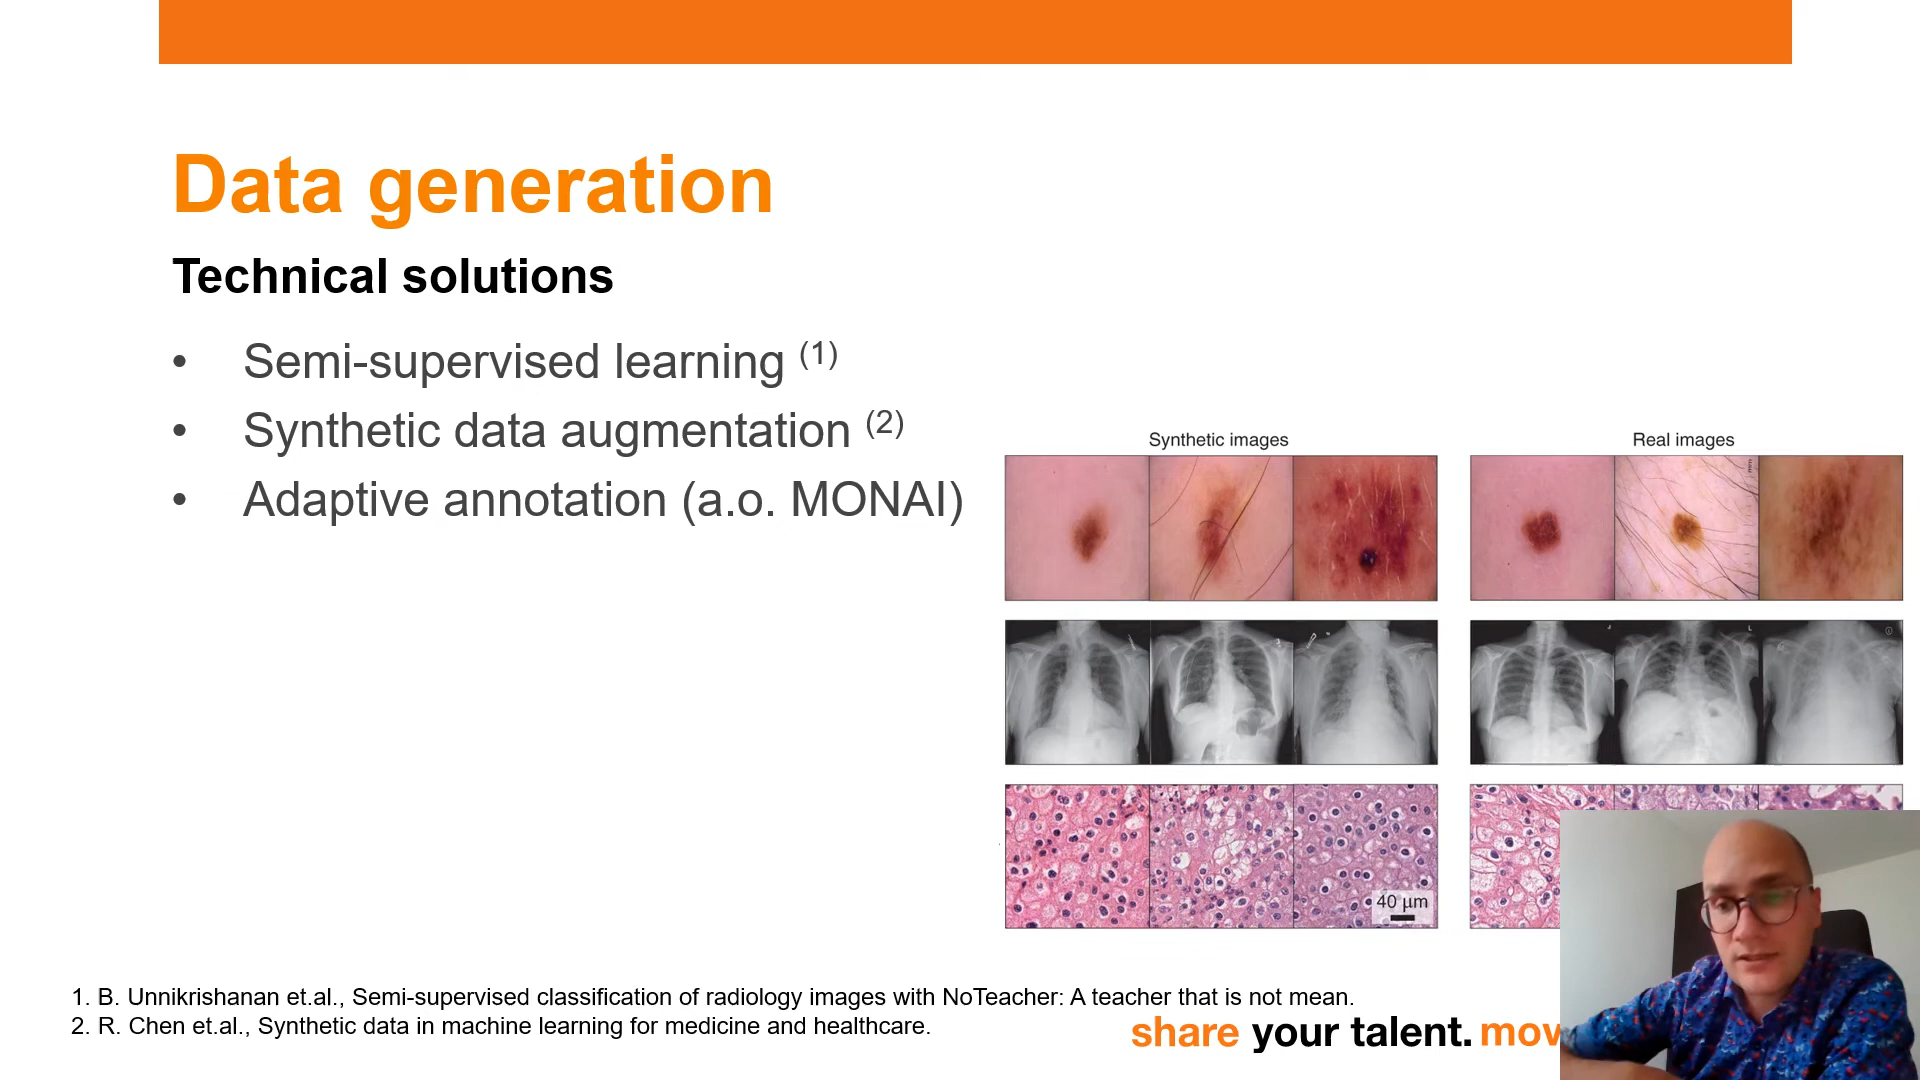 Data generation
Technical solutions
• Semi-supervised learning (1)
• Synthetic data augmentation (2)
• Adaptive annotation (a.o. MONAI)
Synthetic images
Real images
40 µm
1. B. Unnikrishanan et.al., Semi-supervised classification of radiology images with NoTeacher: A teacher that is not mean.
2. R. Chen et.al., Synthetic data in machine learning for medicine and healthcare.
share your talent. mov